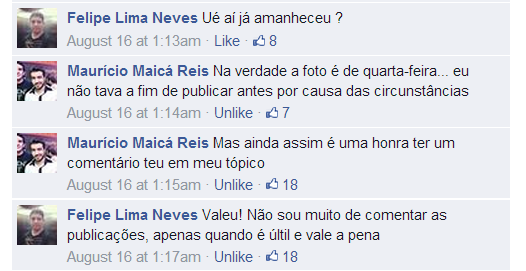 Felipe Lima Neves Ué aí já amanheceu ?
August 16 at 1:13am · Like · 8
Maurício Maicá Reis Na verdade a foto é de quarta-feira... eu
não tava a fim de publicar antes por causa das circunstâncias
August 16 at 1:14am · Unlike · 7
Maurício Maicá Reis Mas ainda assim é uma honra ter um
comentário teu em meu tópico
August 16 at 1:15am · Unlike · 18
Felipe Lima Neves Valeu! Não sou muito de comentar as
publicações, apenas quando é últil e vale a pena
August 16 at 1:17am · Unlike · 18